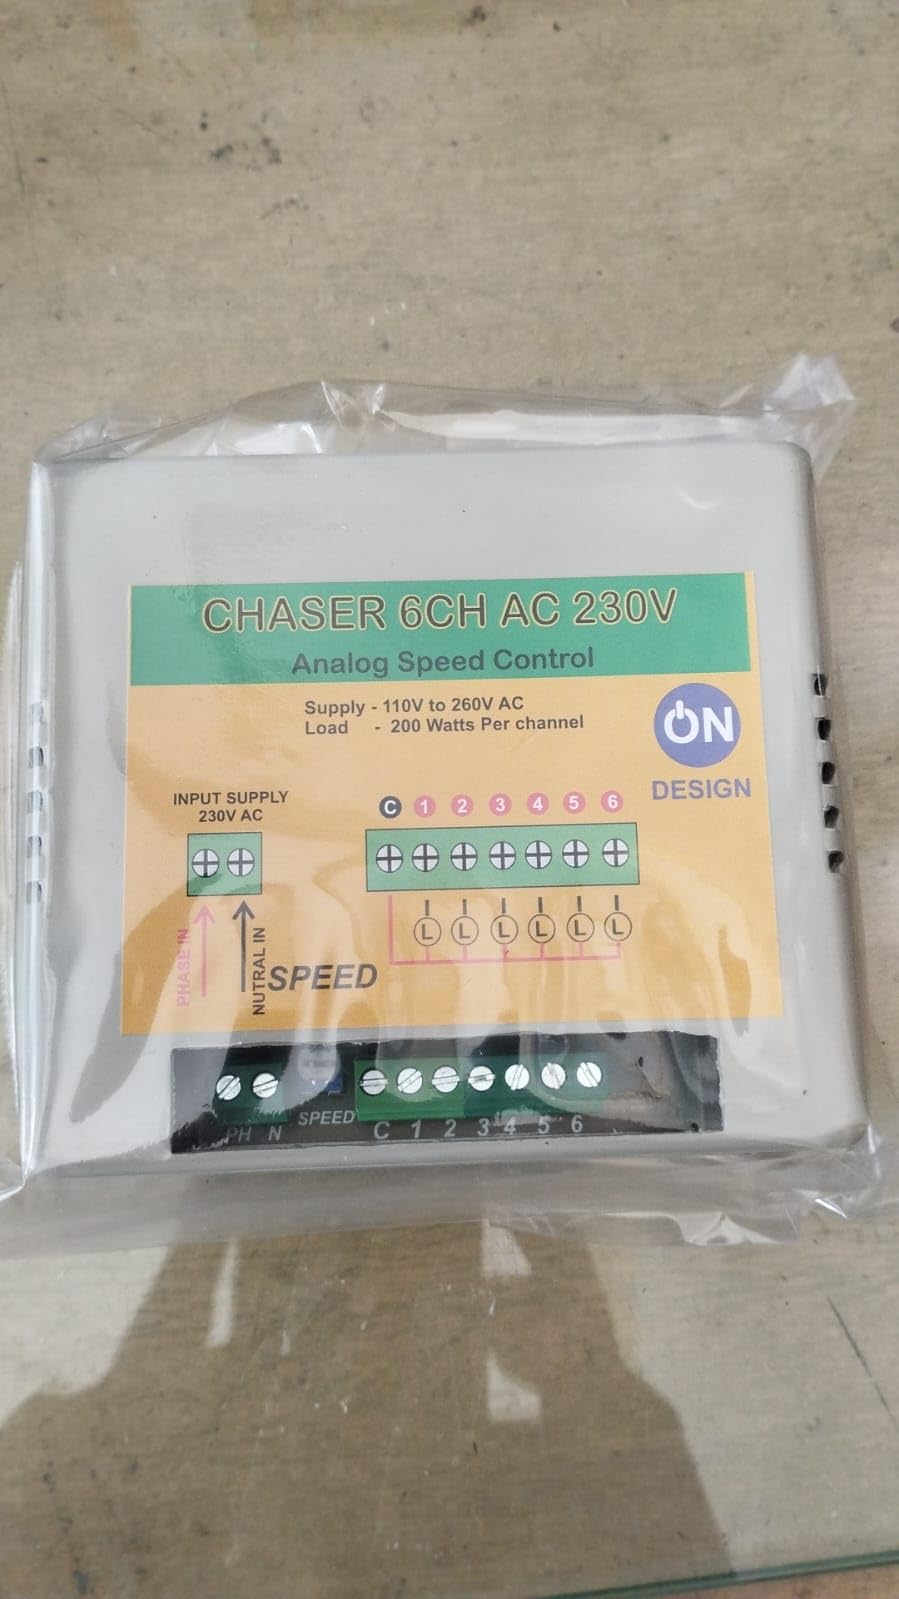 CHASER 6CH AC 230V
Analog Speed Control
Supply - 110V to 260V AC
Load - 200 Watts Per channel
ON
DESIGN
INPUT SUPPLY
230V AC
C 1 2 3 4 5 6
L L L L L L
PHASE IN
NUTRAL IN
SPEED
PH N SPEED C 1 2 3 4 5 6